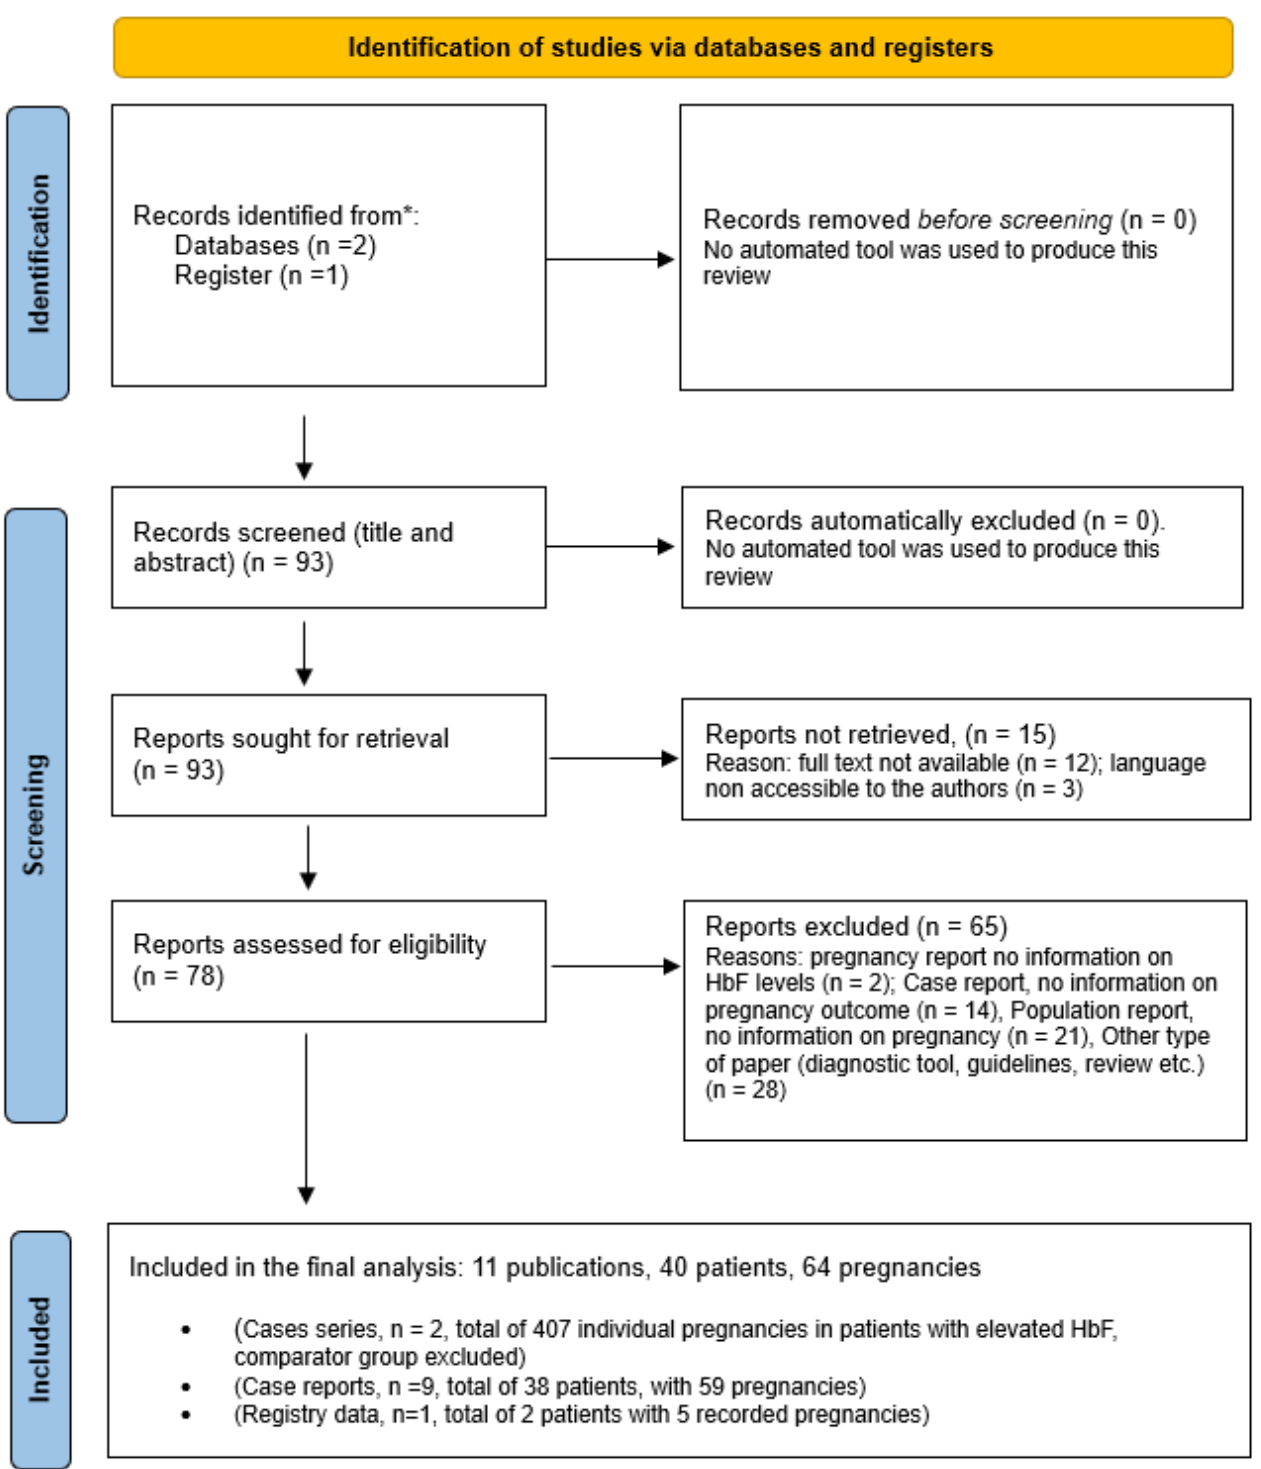 Identification of studies via databases and registers
Identification
Records identified from*:
Databases (n =2)
Register (n =1)
Records removed before screening (n = 0)
No automated tool was used to produce this
review
Screening
Records screened (title and
abstract) (n = 93)
Records automatically excluded (n = 0).
No automated tool was used to produce this
review
Reports sought for retrieval
(n = 93)
Reports not retrieved, (n = 15)
Reason: full text not available (n = 12); language
non accessible to the authors (n = 3)
Reports assessed for eligibility
(n = 78)
Reports excluded (n = 65)
Reasons: pregnancy report no information on
HbF levels (n = 2); Case report, no information on
pregnancy outcome (n = 14), Population report,
no information on pregnancy (n = 21), Other type
of paper (diagnostic tool, guidelines, review etc.)
(n = 28)
Included
Included in the final analysis: 11 publications, 40 patients, 64 pregnancies
• (Cases series, n = 2, total of 407 individual pregnancies in patients with elevated HbF,
comparator group excluded)
• (Case reports, n =9, total of 38 patients, with 59 pregnancies)
• (Registry data, n=1, total of 2 patients with 5 recorded pregnancies)